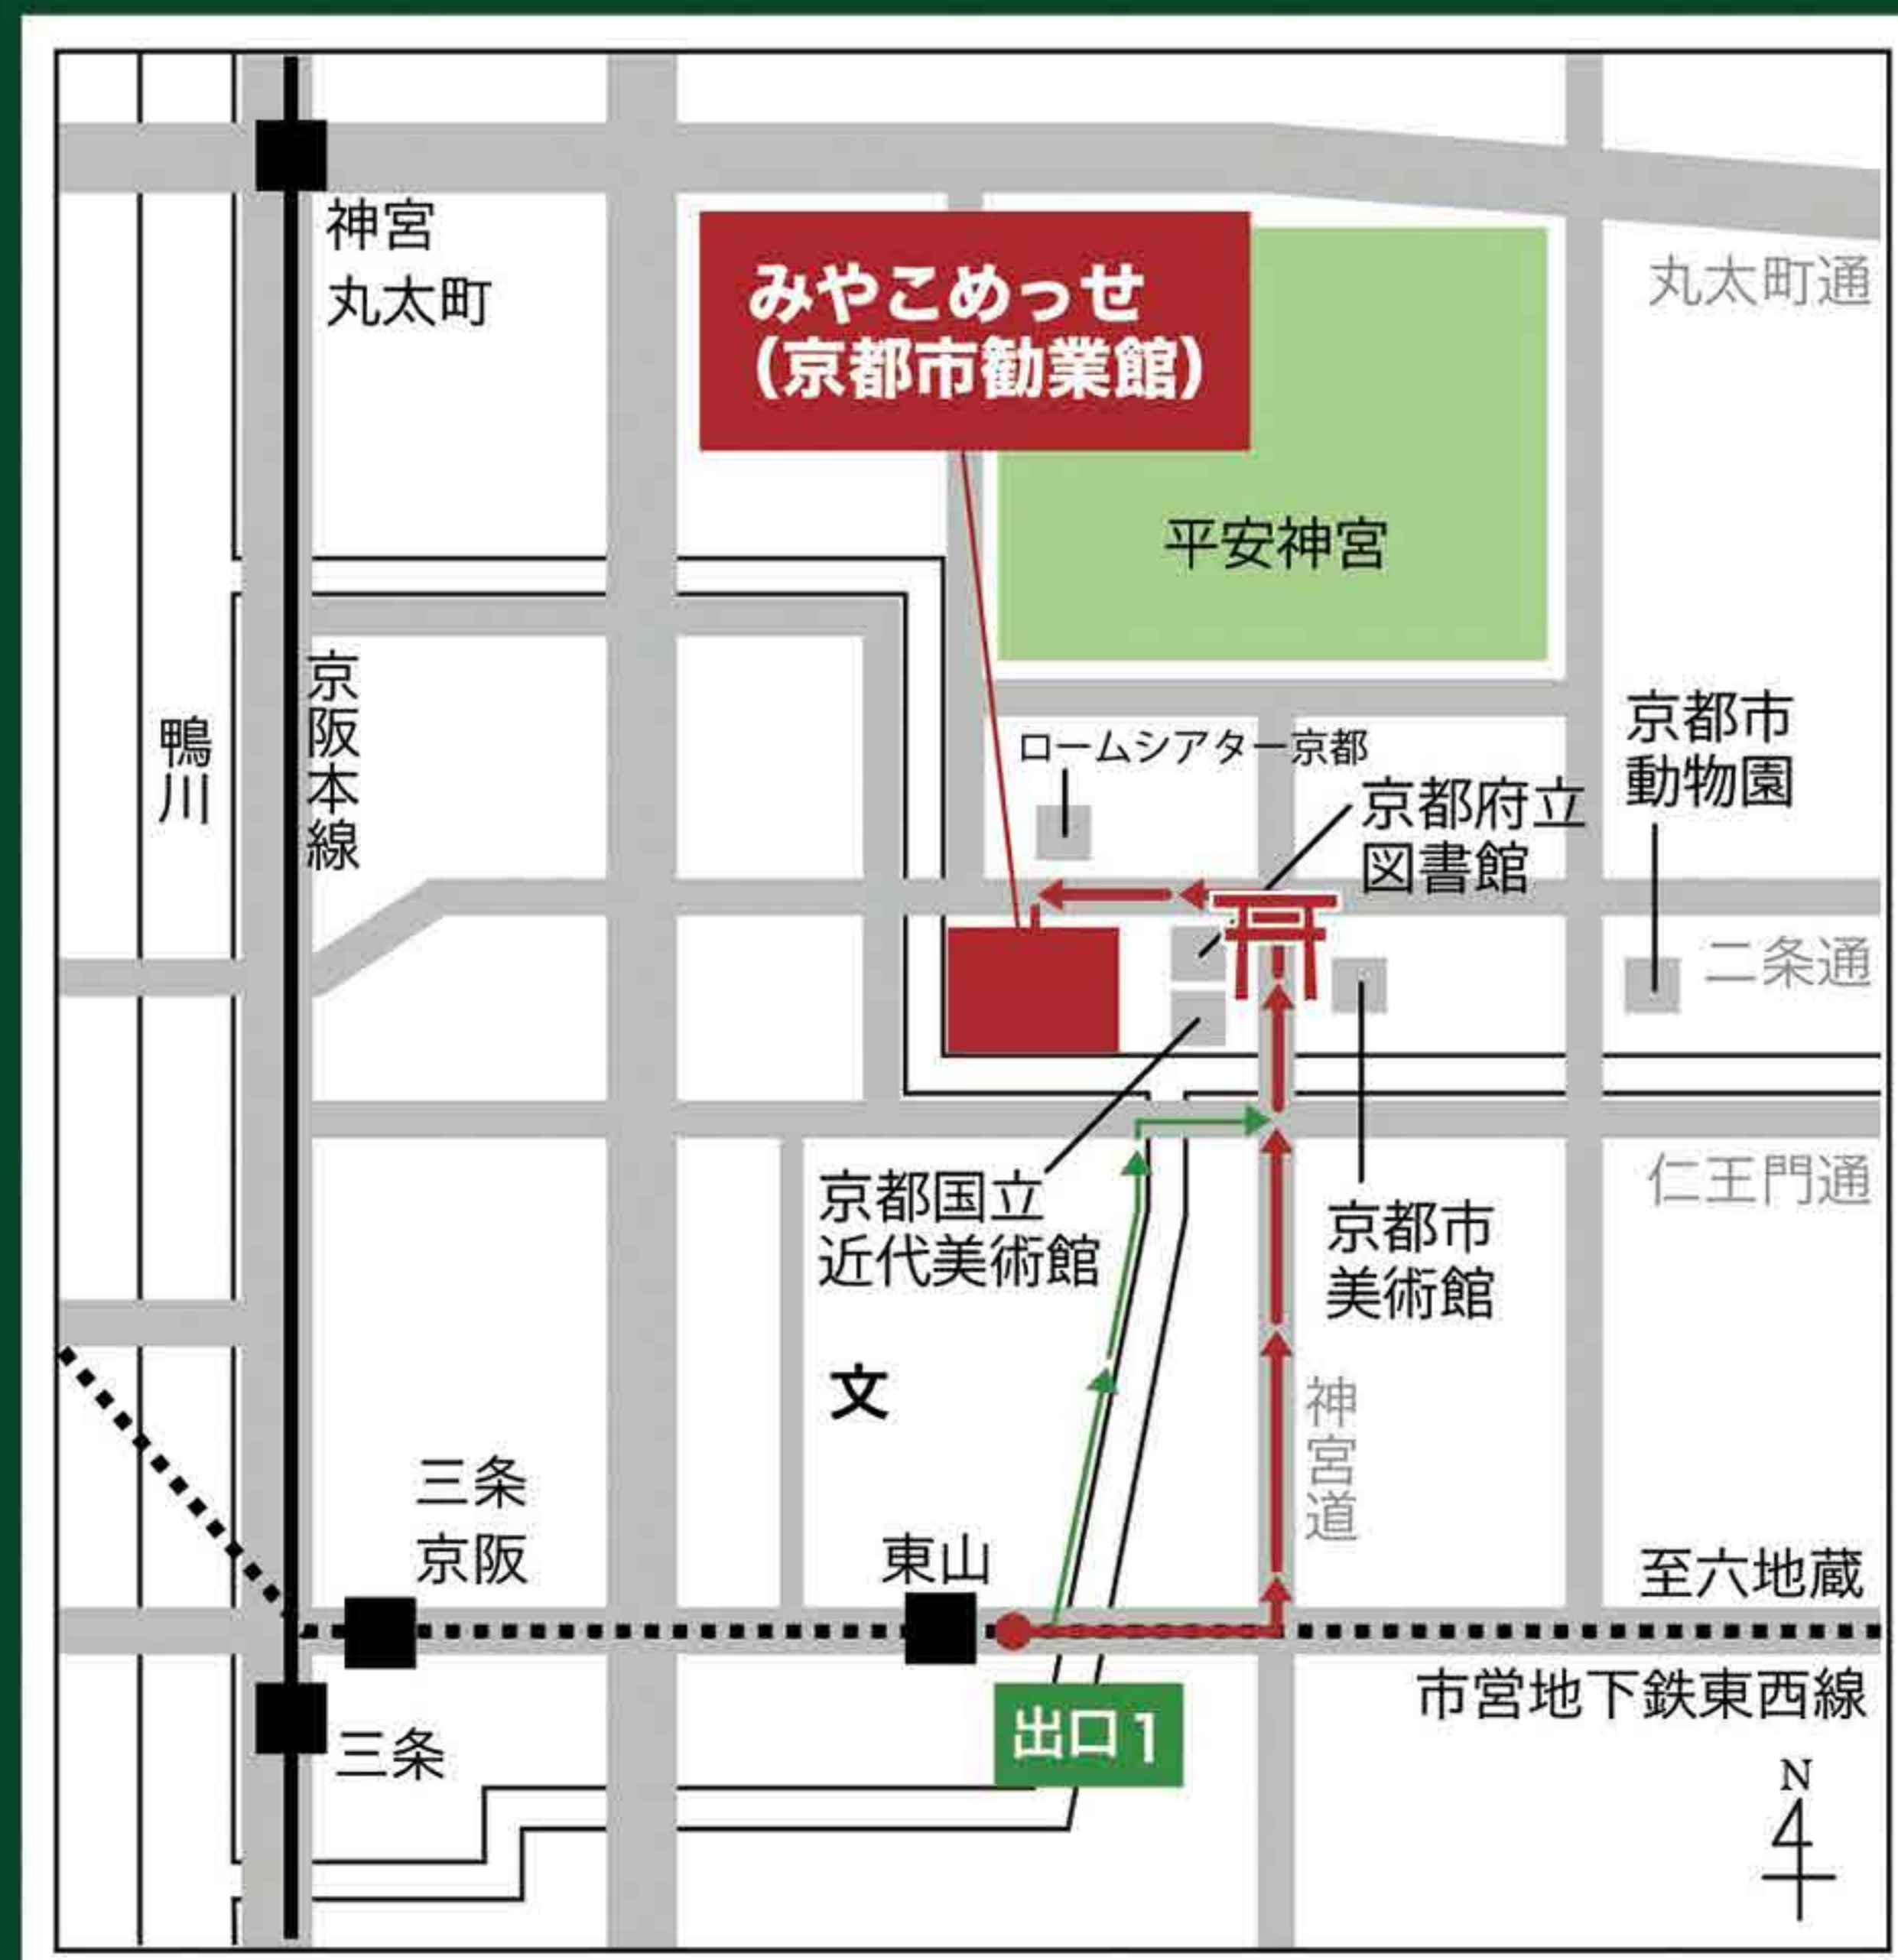 神宮
丸太町
みやこめっせ
(京都市勧業館)
丸太町通
平安神宮
鴨川
京阪本線
ロームシアター京都
京都府立
図書館
京都市
動物園
二条通
仁王門通
京都国立
近代美術館
京都市
美術館
文
神宮道
三条
京阪
東山
至六地蔵
市営地下鉄東西線
出口1
三条
N